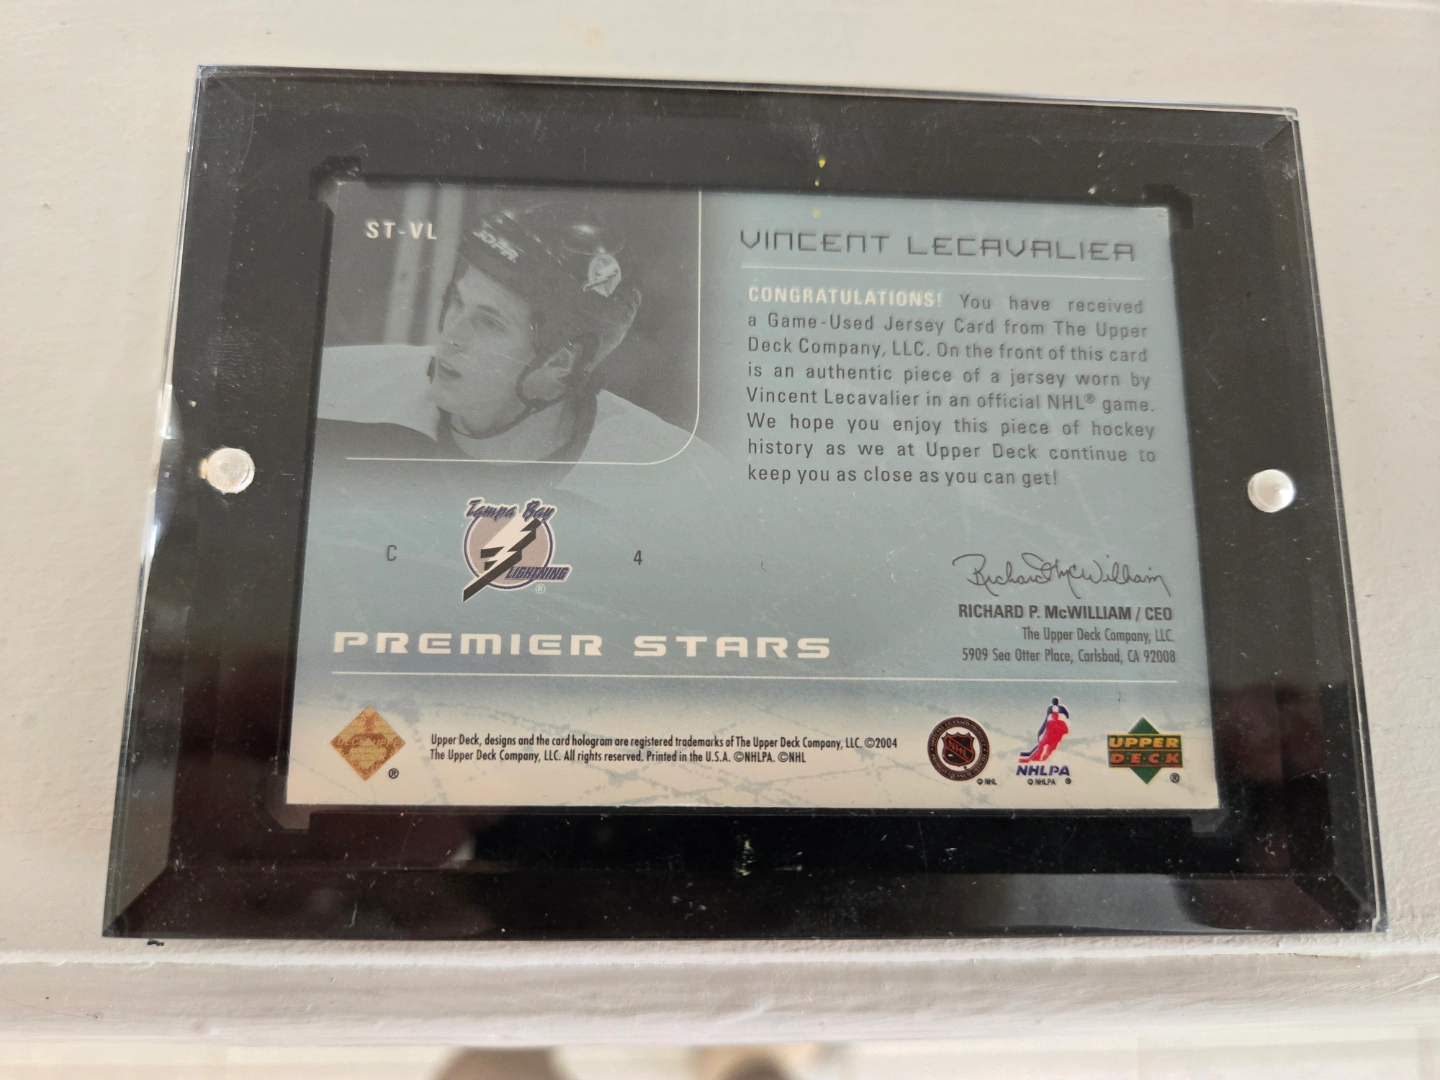 ST-VL
JOFA
VINCENT LECAVALIER
CONGRATULATIONS! You have received
a Game-Used Jersey Card from The Upper
Deck Company, LLC. On the front of this card
is an authentic piece of a jersey worn by
Vincent Lecavalier in an official NHL® game.
We hope you enjoy this piece of hockey
history as we at Upper Deck continue to
keep you as close as you can get!
Tampa Bay
LIGHTNING
®
C
4
Richard McWilliam
RICHARD P. McWILLIAM / CEO
The Upper Deck Company, LLC.
5909 Sea Otter Place, Carlsbad, CA 92008
PREMIER STARS
®
Upper Deck, designs and the card hologram are registered trademarks of The Upper Deck Company, LLC. ©2004
The Upper Deck Company, LLC. All rights reserved. Printed in the U.S.A. ©NHLPA. ©NHL
NHL
© NHL
NHLPA
© NHLPA ®
UPPER
DECK
®